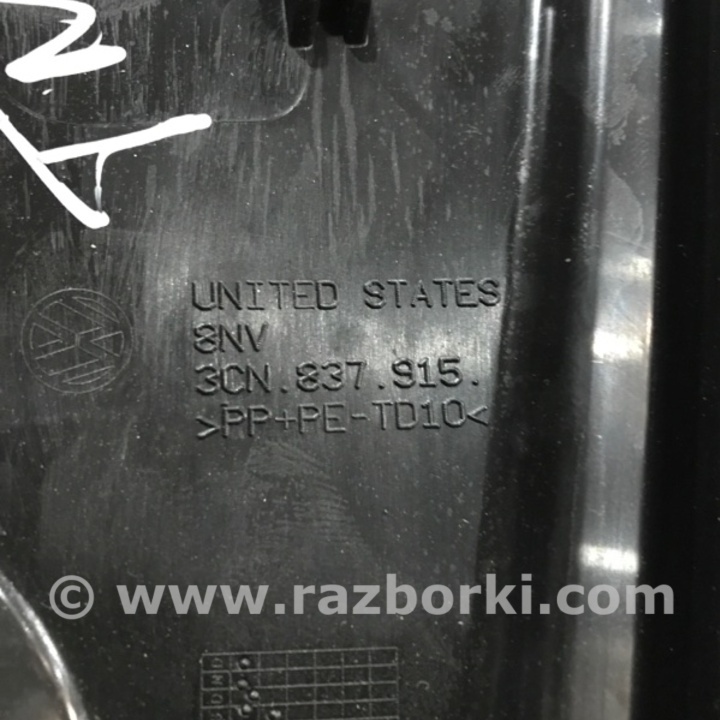 UNITED STATES
8NV
3CN.837.915.
>PP+PE-TD10<
© www.razborki.com